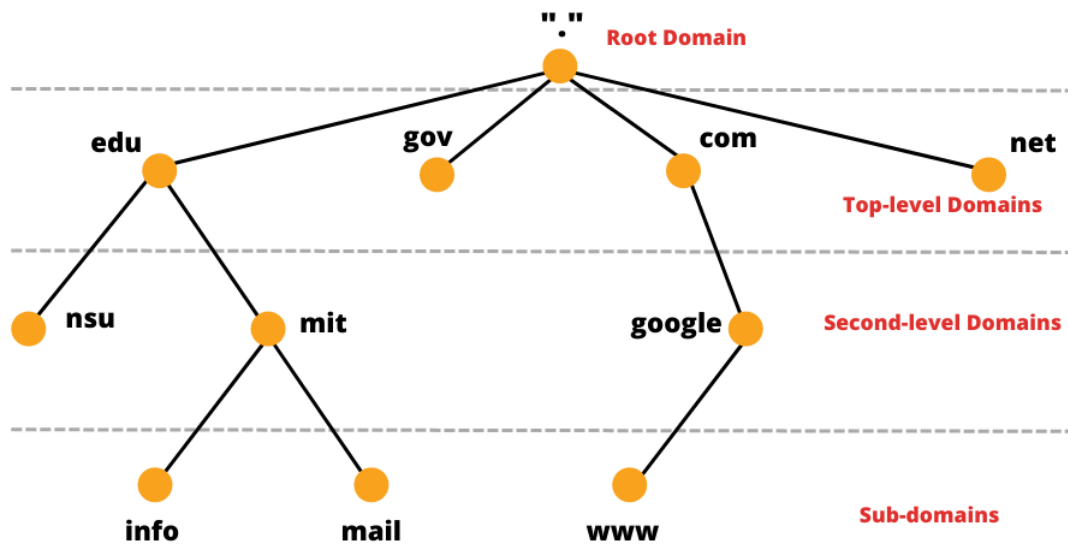 "."
Root Domain
edu
gov
com
net
Top-level Domains
nsu
mit
google
Second-level Domains
info
mail
www
Sub-domains